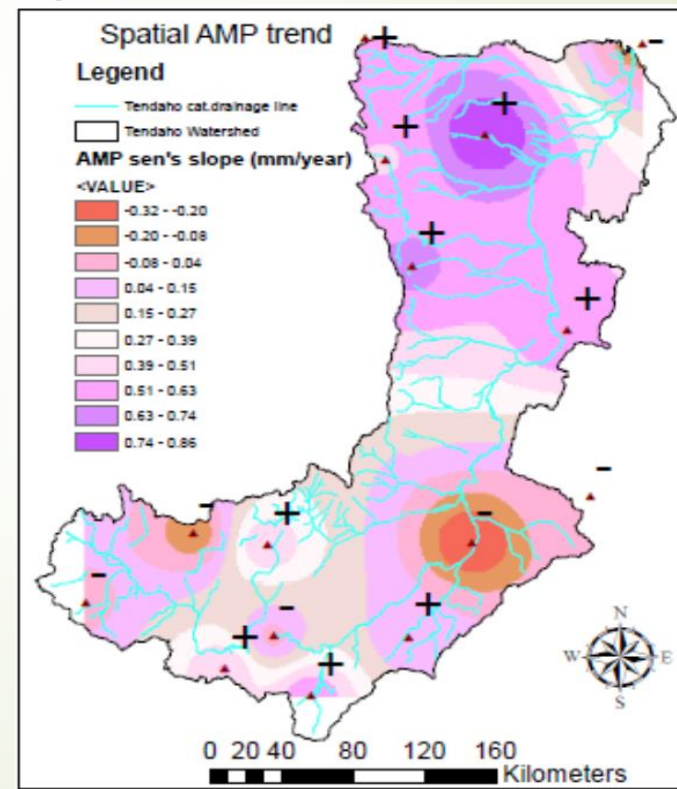 Spatial AMP trend
Legend
Tendaho cat.drainage line
Tendaho Watershed
AMP sen's slope (mm/year)
<VALUE>
-0.32 - -0.20
-0.20 - -0.08
-0.08 - 0.04
0.04 - 0.15
0.15 - 0.27
0.27 - 0.39
0.39 - 0.51
0.51 - 0.63
0.63 - 0.74
0.74 - 0.86
+ -
+ +
+
+
-
- + -
-
- +
+ +
N
W E
S
0 20 40 80 120 160
Kilometers